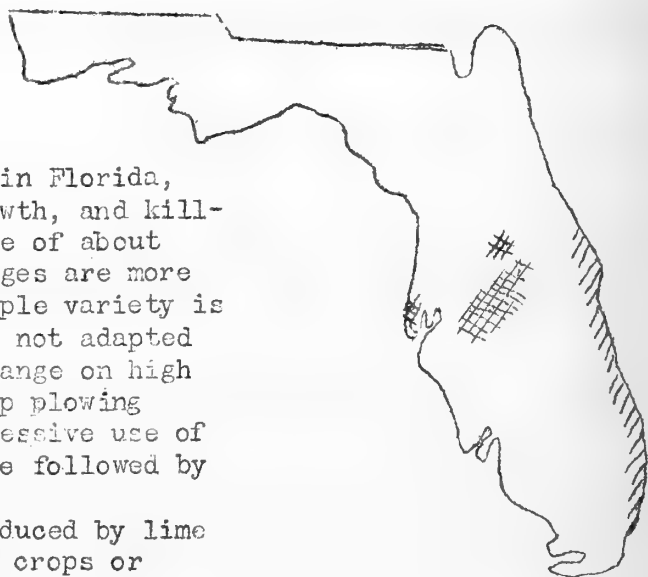 in Florida,
wth, and kill-
e of about
ges are more
ple variety is
not adapted
ange on high
p plowing
essive use of
e followed by
duced by lime
crops or